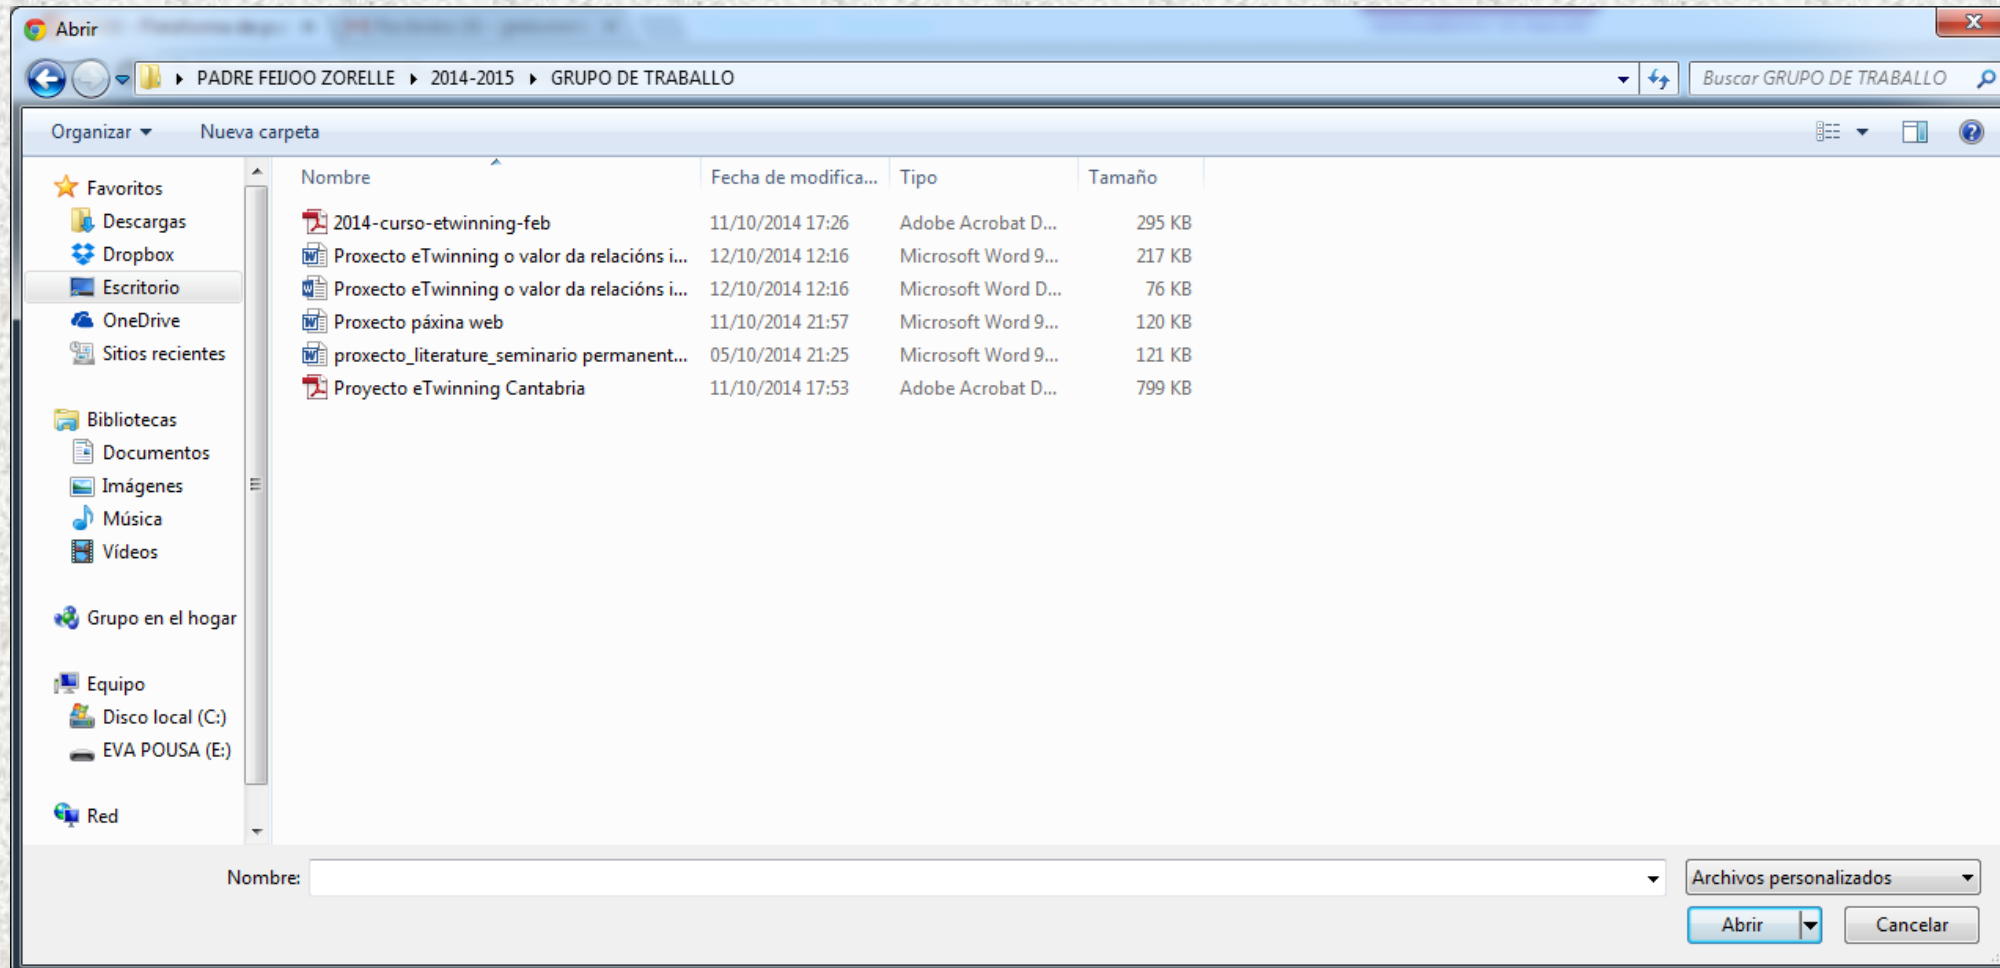 Abrir
PADRE FEIJOO ZORELLE 2014-2015 GRUPO DE TRABALLO
Buscar GRUPO DE TRABALLO
Organizar Nueva carpeta
Favoritos
Descargas
Dropbox
Escritorio
OneDrive
Sitios recientes
Bibliotecas
Documentos
Imágenes
Música
Vídeos
Grupo en el hogar
Equipo
Disco local (C:)
EVA POUSA (E:)
Red
Nombre Fecha de modifica... Tipo Tamaño
2014-curso-etwinning-feb 11/10/2014 17:26 Adobe Acrobat D... 295 KB
Proxecto eTwinning o valor da relacións i... 12/10/2014 12:16 Microsoft Word 9... 217 KB
Proxecto eTwinning o valor da relacións i... 12/10/2014 12:16 Microsoft Word D... 76 KB
Proxecto páxina web 11/10/2014 21:57 Microsoft Word 9... 120 KB
proxecto_literature_seminario permanent... 05/10/2014 21:25 Microsoft Word 9... 121 KB
Proyecto eTwinning Cantabria 11/10/2014 17:53 Adobe Acrobat D... 799 KB
Nombre:
Archivos personalizados
Abrir Cancelar